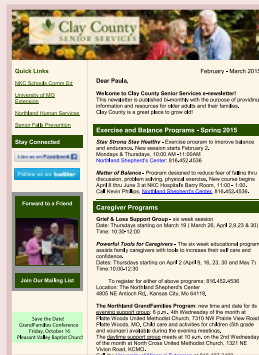 Clay County
SENIOR SERVICES
Quick Links
NKC Schools Comm Ed
University of MO
Extension
Northland Human Services
Senior Falls Prevention
Stay Connected
Like us on Facebook
Follow us on twitter
Forward to a Friend
Join Our Mailing List
Save the Date!
GrandFamilies Conference
Friday, October 16
Pleasant Valley Baptist Church
February - March 2015
Dear Paula,
Welcome to Clay County Senior Services e-newsletter!
This newsletter is published bi-monthly with the purpose of providing
information and resources for older adults and their families.
Clay County is a great place to grow old!
Exercise and Balance Programs - Spring 2015
Stay Strong Stay Healthy - Exercise program to improve balance
and endurance. New session starts February 2.
Mondays & Thursdays, 10:00 AM -11:00AM
Northland Shepherd's Center: 816.452.4536
Matter of Balance - Program designed to reduce fear of falling thru
discussion, problem solving, physical exercise. New course begins
April 8 thru June 3 at NKC Hospital's Barry Room, 11:00 - 1:00.
Call Kevin Phillips, Northland Shepherd's Center, 816.452.4536
Caregiver Programs
Grief & Loss Support Group - six week session
Date: Thursdays starting on March 19 (March 26, April 2,9,23 & 30)
Time: 10:30-12:00
Powerful Tools for Caregivers - The six week educational program
assists family caregivers with tools to increase their self care and
confidence.
Dates: Thursdays starting on April 2 (April 9, 16, 23, 30 and May 7)
Time:10:00-12:30
To register for either of above programs: 816.452.4536
Location: The Northland Shepherd's Center
4805 NE Antioch Rd., Kansas City, Mo 64119,
The Northland GrandFamilies Program: new time and date for its
evening support group: 6 p.m., 4th Wednesday of the month at
Platte Woods United Methodist Church, 7310 NW Prairie View Road
Platte Woods, MO, Child care and activities for children (5th grade
and younger) available during the evening meetings.
The daytime support group meets at 10 a.m. on the 2nd Wednesday
of the month at North Cross United Methodist Church, 1321 NE
Vivion Road, KCMO.